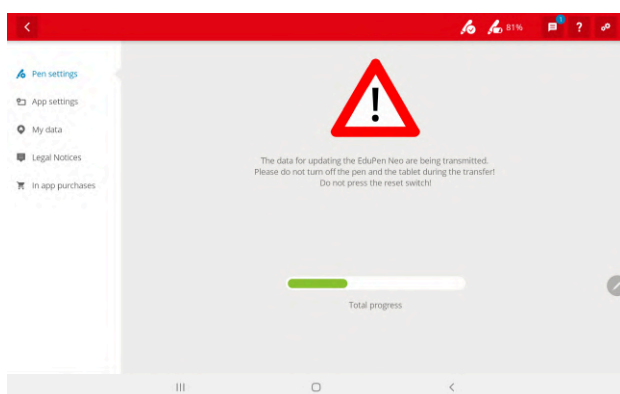 81%
1
?
Pen settings
App settings
My data
Legal Notices
In app purchases
!
The data for updating the EduPen Neo are being transmitted.
Please do not turn off the pen and the tablet during the transfer!
Do not press the reset switch!
Total progress